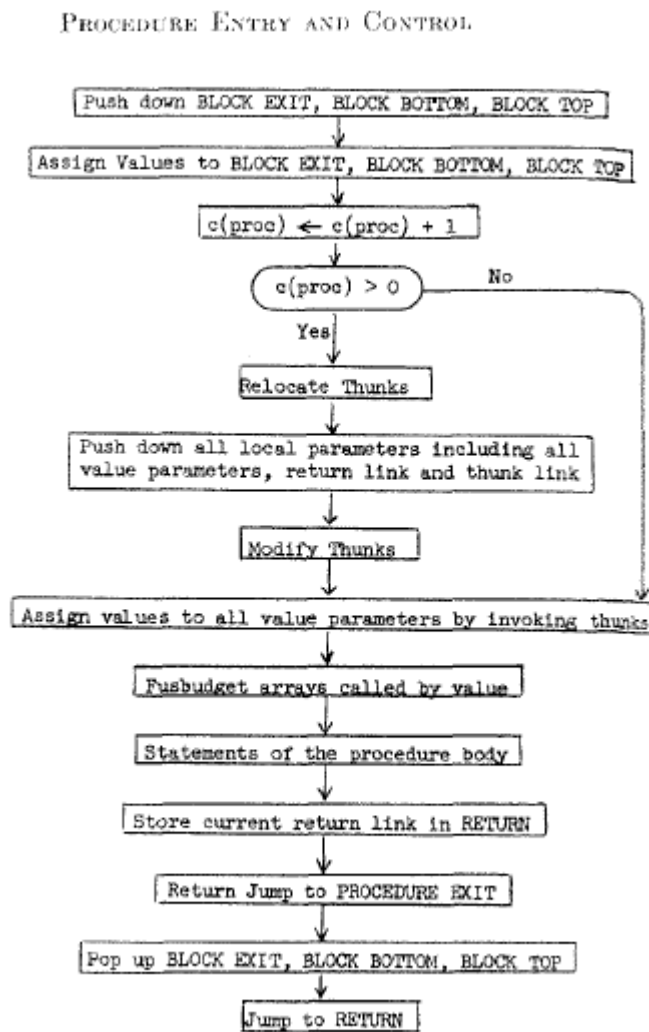 PROCEDURE ENTRY AND CONTROL
Push down BLOCK EXIT, BLOCK BOTTOM, BLOCK TOP
Assign Values to BLOCK EXIT, BLOCK BOTTOM, BLOCK TOP
c(proc) ← c(proc) + 1
c(proc) > 0
No
Yes
Relocate Thunks
Push down all local parameters including all
value parameters, return link and thunk link
Modify Thunks
Assign values to all value parameters by invoking thunks
Fusbudget arrays called by value
Statements of the procedure body
Store current return link in RETURN
Return Jump to PROCEDURE EXIT
Pop up BLOCK EXIT, BLOCK BOTTOM, BLOCK TOP
Jump to RETURN